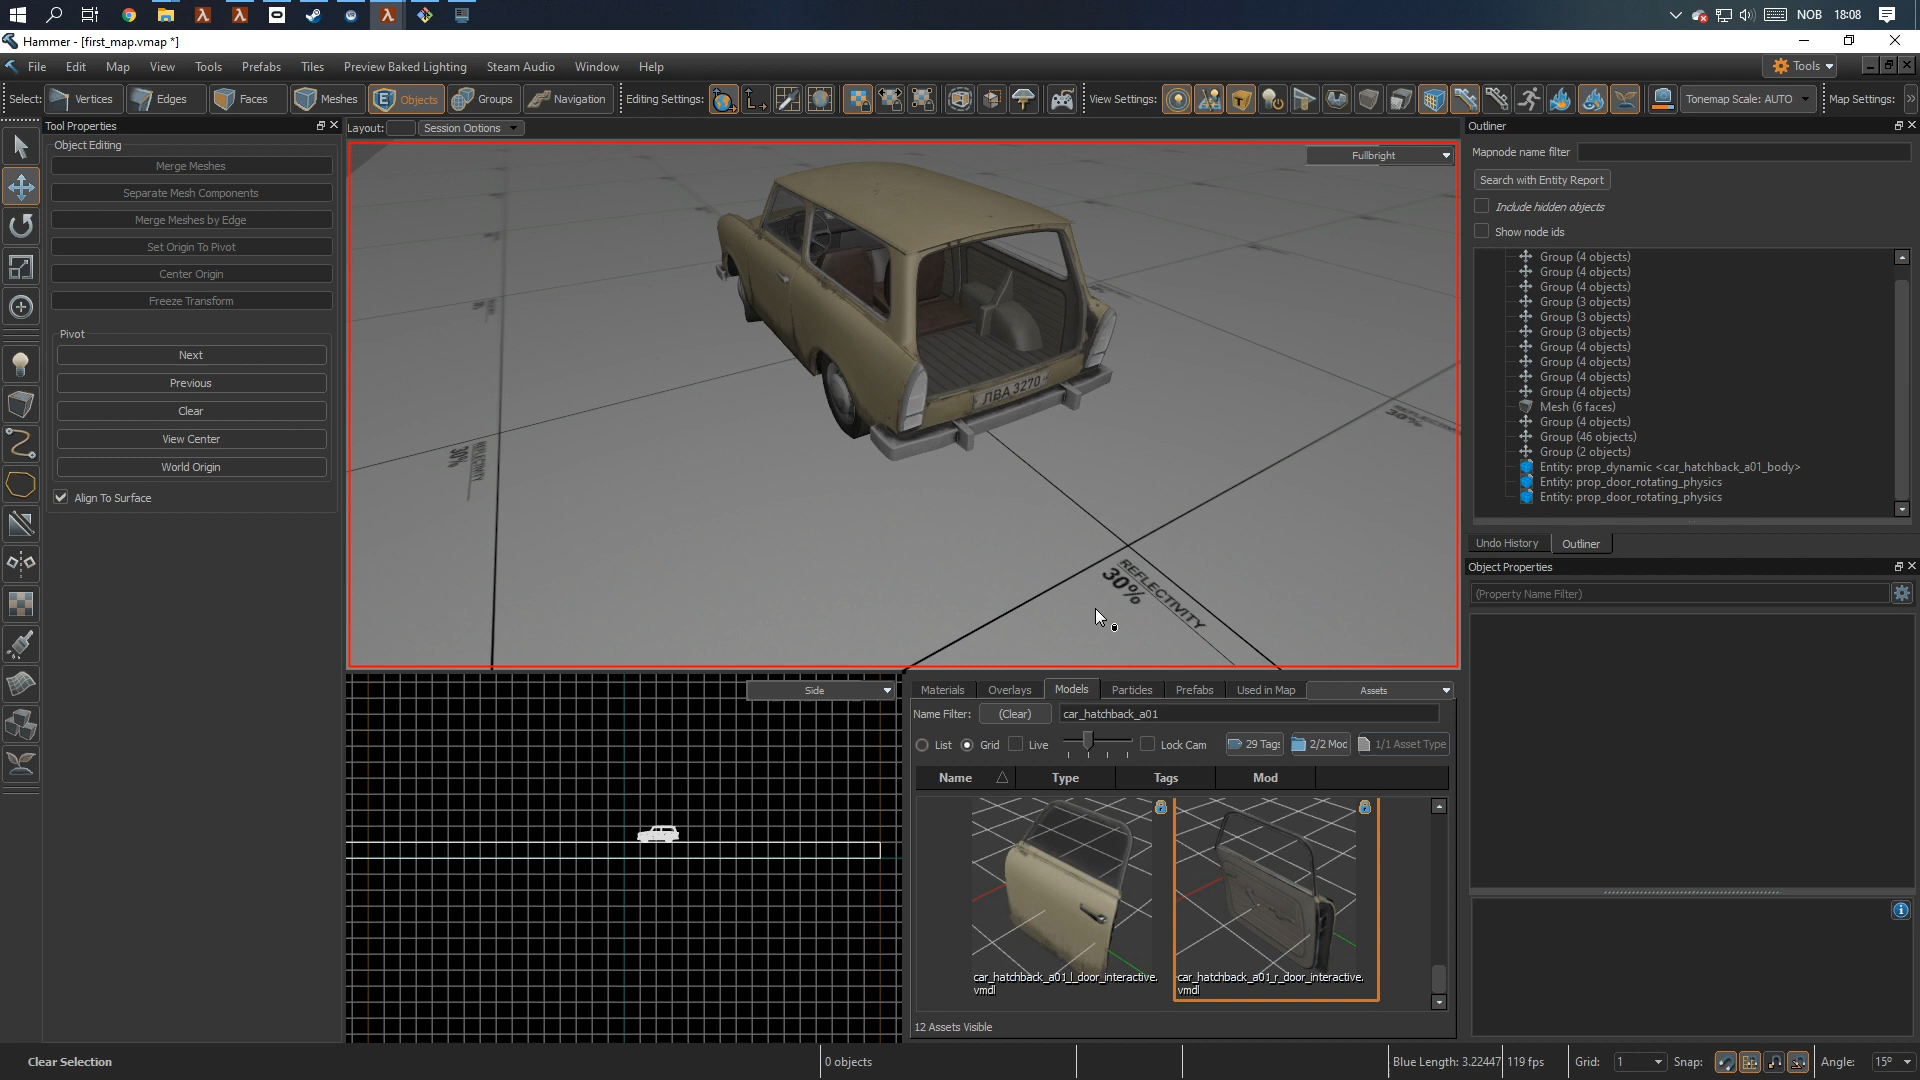 NOB
18:08
Hammer - [first_map.vmap *]
File Edit Map View Tools Prefabs Tiles Preview Baked Lighting Steam Audio Window Help
Tools
Select: Vertices Edges Faces Meshes Objects Groups Navigation Editing Settings: View Settings: Tonemap Scale: AUTO Map Settings:
Tool Properties
Object Editing
Merge Meshes
Separate Mesh Components
Merge Meshes by Edge
Set Origin To Pivot
Center Origin
Freeze Transform
Pivot
Next
Previous
Clear
View Center
World Origin
Align To Surface
Layout: Session Options
Fullbright
ЛВА 3270
REFLECTIVITY
30%
REFLECTIVITY
30%
Side
Materials Overlays Models Particles Prefabs Used in Map Assets
Name Filter: (Clear) car_hatchback_a01
List Grid Live Lock Cam 29 Tags 2/2 Mod 1/1 Asset Type
Name Type Tags Mod
car_hatchback_a01_l_door_interactive.
vmdl
car_hatchback_a01_r_door_interactive.
vmdl
12 Assets Visible
Outliner
Mapnode name filter
Search with Entity Report
Include hidden objects
Show node ids
Group (4 objects)
Group (4 objects)
Group (4 objects)
Group (3 objects)
Group (3 objects)
Group (3 objects)
Group (4 objects)
Group (4 objects)
Group (4 objects)
Group (4 objects)
Mesh (6 faces)
Group (4 objects)
Group (46 objects)
Group (2 objects)
Entity: prop_dynamic <car_hatchback_a01_body>
Entity: prop_door_rotating_physics
Entity: prop_door_rotating_physics
Undo History Outliner
Object Properties
(Property Name Filter)
Clear Selection
0 objects
Blue Length: 3.22447
119 fps
Grid: 1
Snap:
Angle: 15°